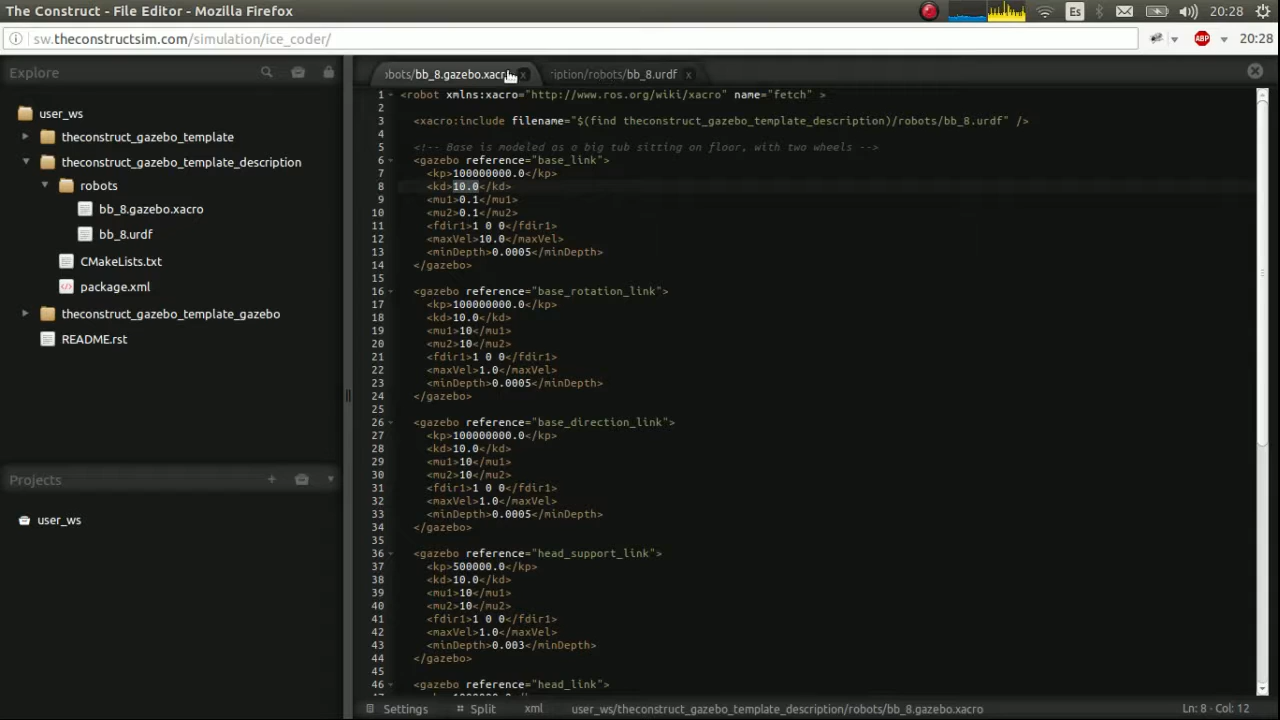 The Construct - File Editor - Mozilla Firefox
Es
20:28
sw.theconstructsim.com/simulation/ice_coder/
ABP
20:28
Explore
user_ws
theconstruct_gazebo_template
theconstruct_gazebo_template_description
robots
bb_8.gazebo.xacro
bb_8.urdf
CMakeLists.txt
package.xml
theconstruct_gazebo_template_gazebo
README.rst
Projects
user_ws
obots/bb_8.gazebo.xacro x
iption/robots/bb_8.urdf x
1 <robot xmlns:xacro="http://www.ros.org/wiki/xacro" name="fetch" >
2
3 <xacro:include filename="$(find theconstruct_gazebo_template_description)/robots/bb_8.urdf" />
4
5 <!-- Base is modeled as a big tub sitting on floor, with two wheels -->
6 <gazebo reference="base_link">
7 <kp>100000000.0</kp>
8 <kd>10.0</kd>
9 <mu1>0.1</mu1>
10 <mu2>0.1</mu2>
11 <fdir1>1 0 0</fdir1>
12 <maxVel>10.0</maxVel>
13 <minDepth>0.0005</minDepth>
14 </gazebo>
15
16 <gazebo reference="base_rotation_link">
17 <kp>100000000.0</kp>
18 <kd>10.0</kd>
19 <mu1>10</mu1>
20 <mu2>10</mu2>
21 <fdir1>1 0 0</fdir1>
22 <maxVel>1.0</maxVel>
23 <minDepth>0.0005</minDepth>
24 </gazebo>
25
26 <gazebo reference="base_direction_link">
27 <kp>100000000.0</kp>
28 <kd>10.0</kd>
29 <mu1>10</mu1>
30 <mu2>10</mu2>
31 <fdir1>1 0 0</fdir1>
32 <maxVel>1.0</maxVel>
33 <minDepth>0.0005</minDepth>
34 </gazebo>
35
36 <gazebo reference="head_support_link">
37 <kp>500000.0</kp>
38 <kd>10.0</kd>
39 <mu1>10</mu1>
40 <mu2>10</mu2>
41 <fdir1>1 0 0</fdir1>
42 <maxVel>1.0</maxVel>
43 <minDepth>0.003</minDepth>
44 </gazebo>
45
46 <gazebo reference="head_link">
Settings
Split
xml
user_ws/theconstruct_gazebo_template_description/robots/bb_8.gazebo.xacro
Ln: 8 · Col: 12